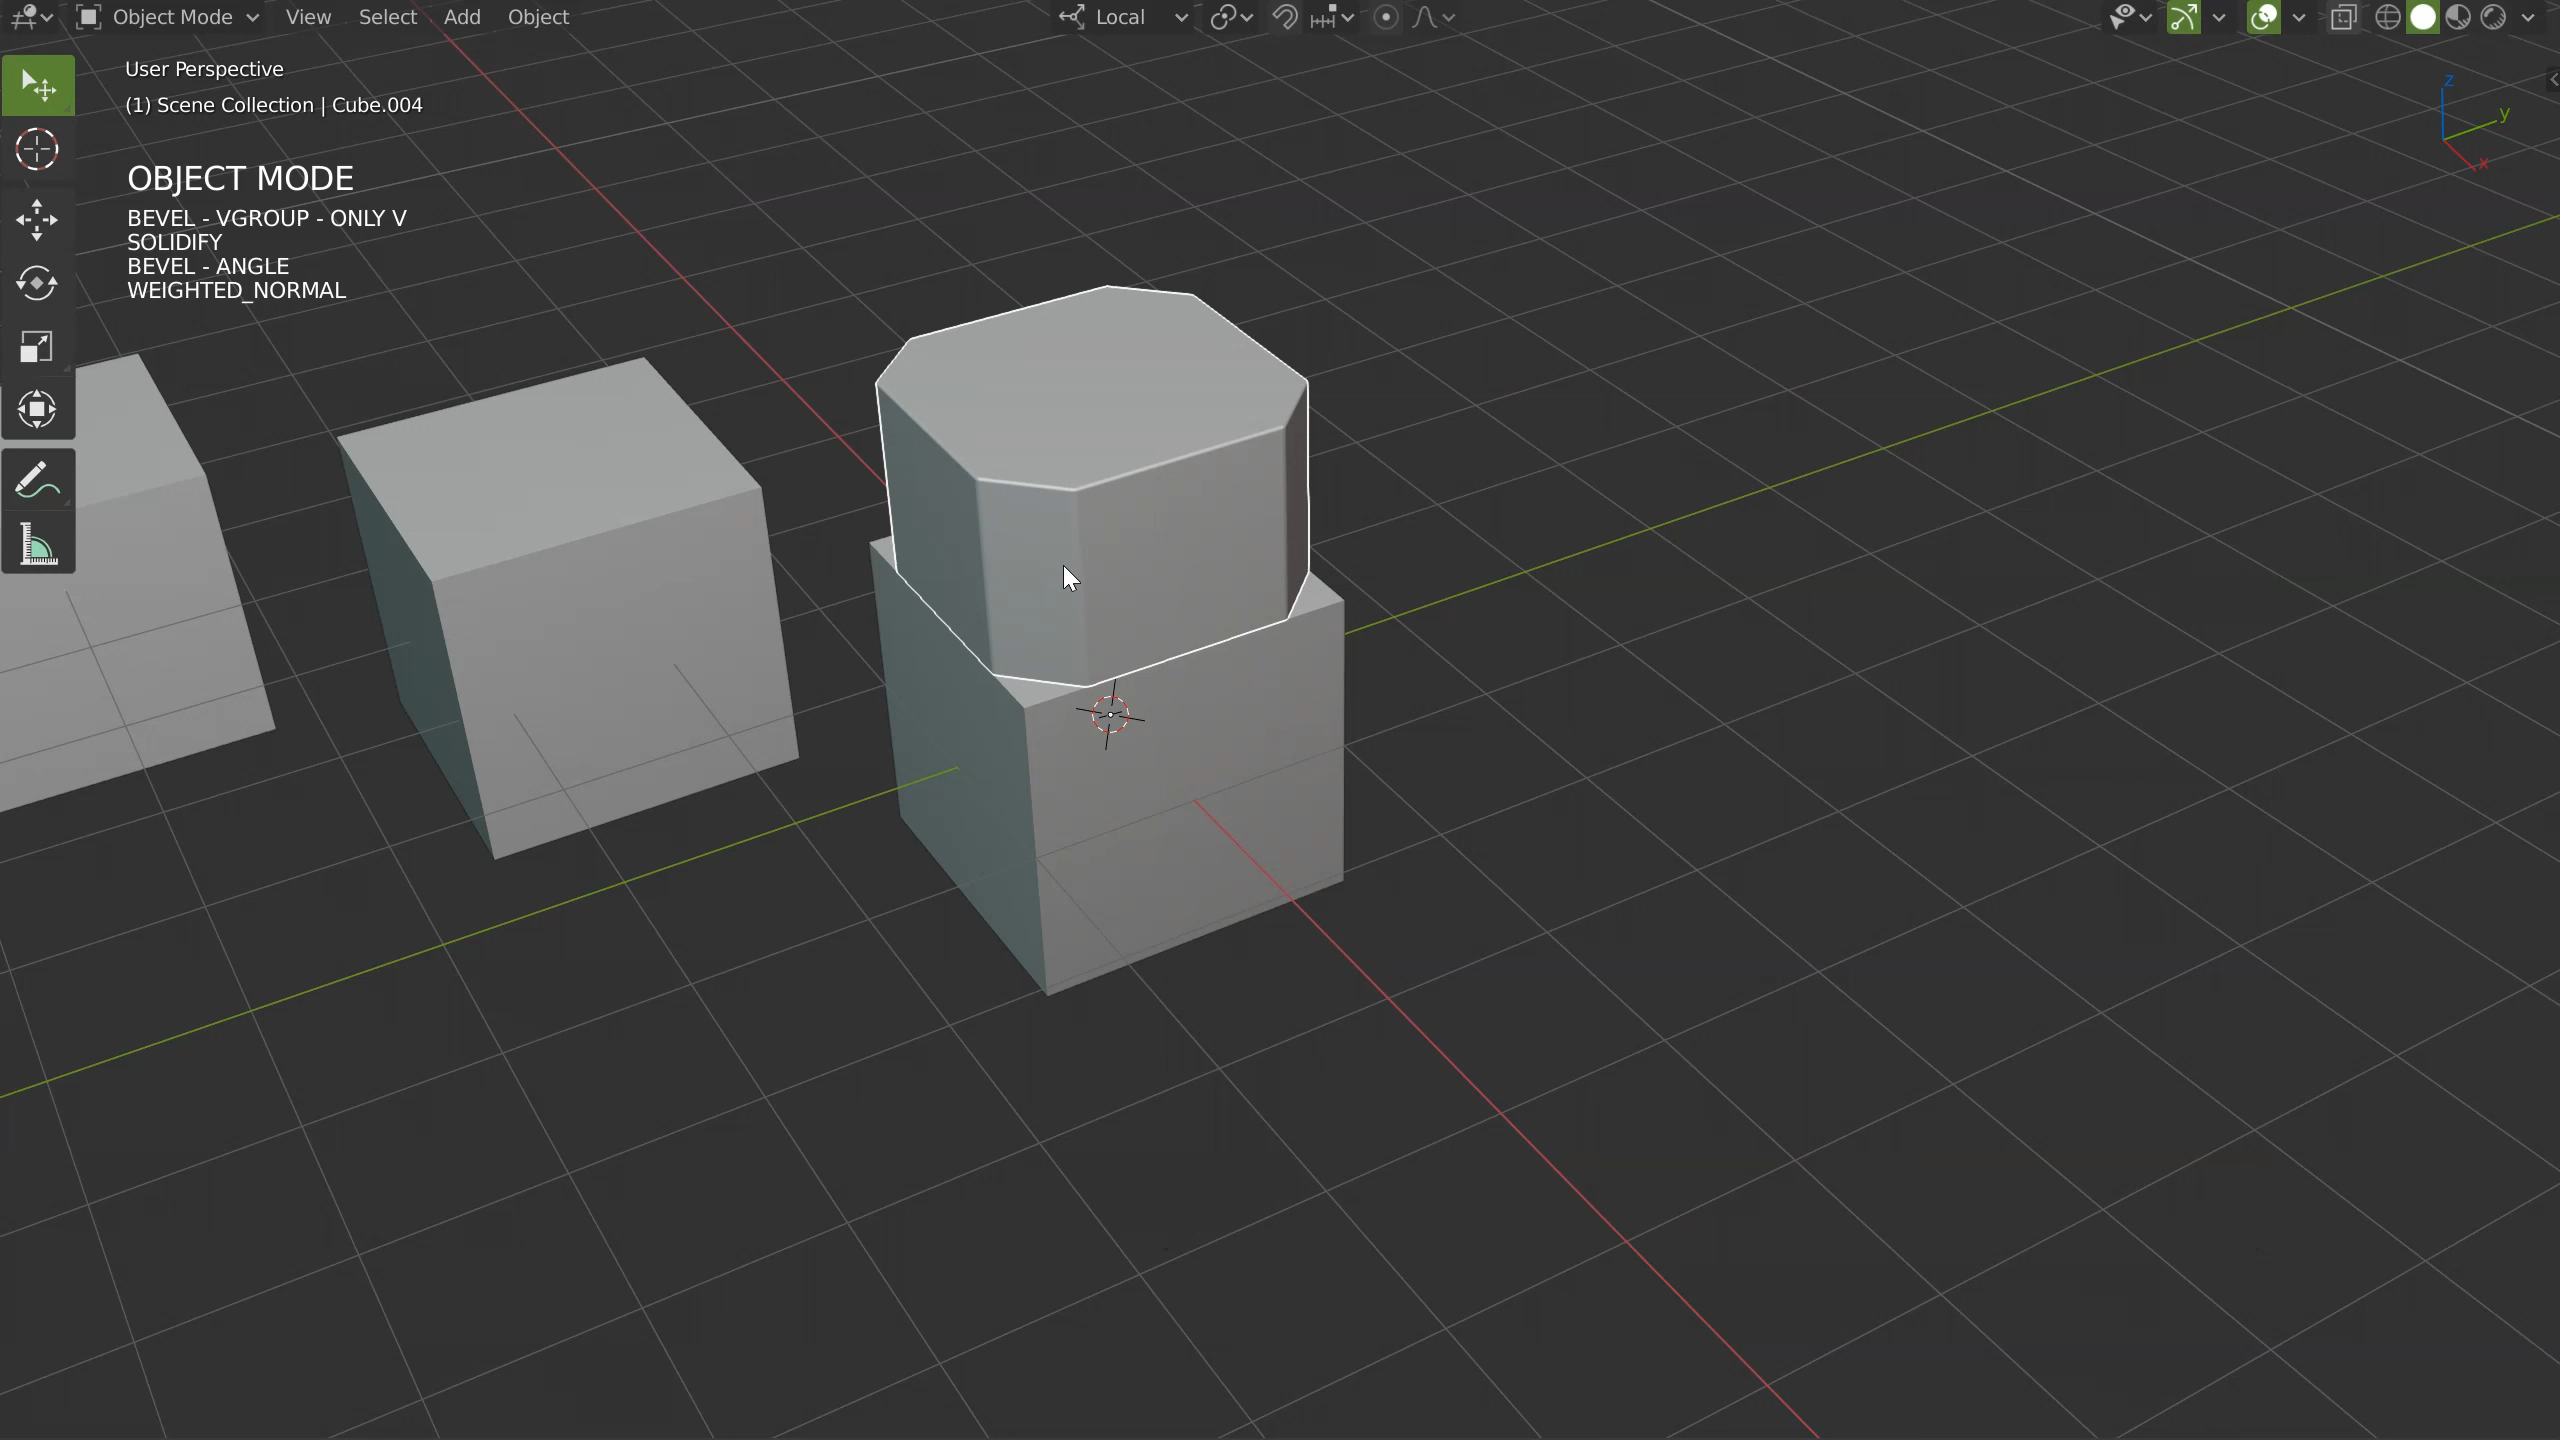 Object Mode View Select Add Object Local
User Perspective
(1) Scene Collection | Cube.004
OBJECT MODE
BEVEL - VGROUP - ONLY V
SOLIDIFY
BEVEL - ANGLE
WEIGHTED_NORMAL
z
y
x